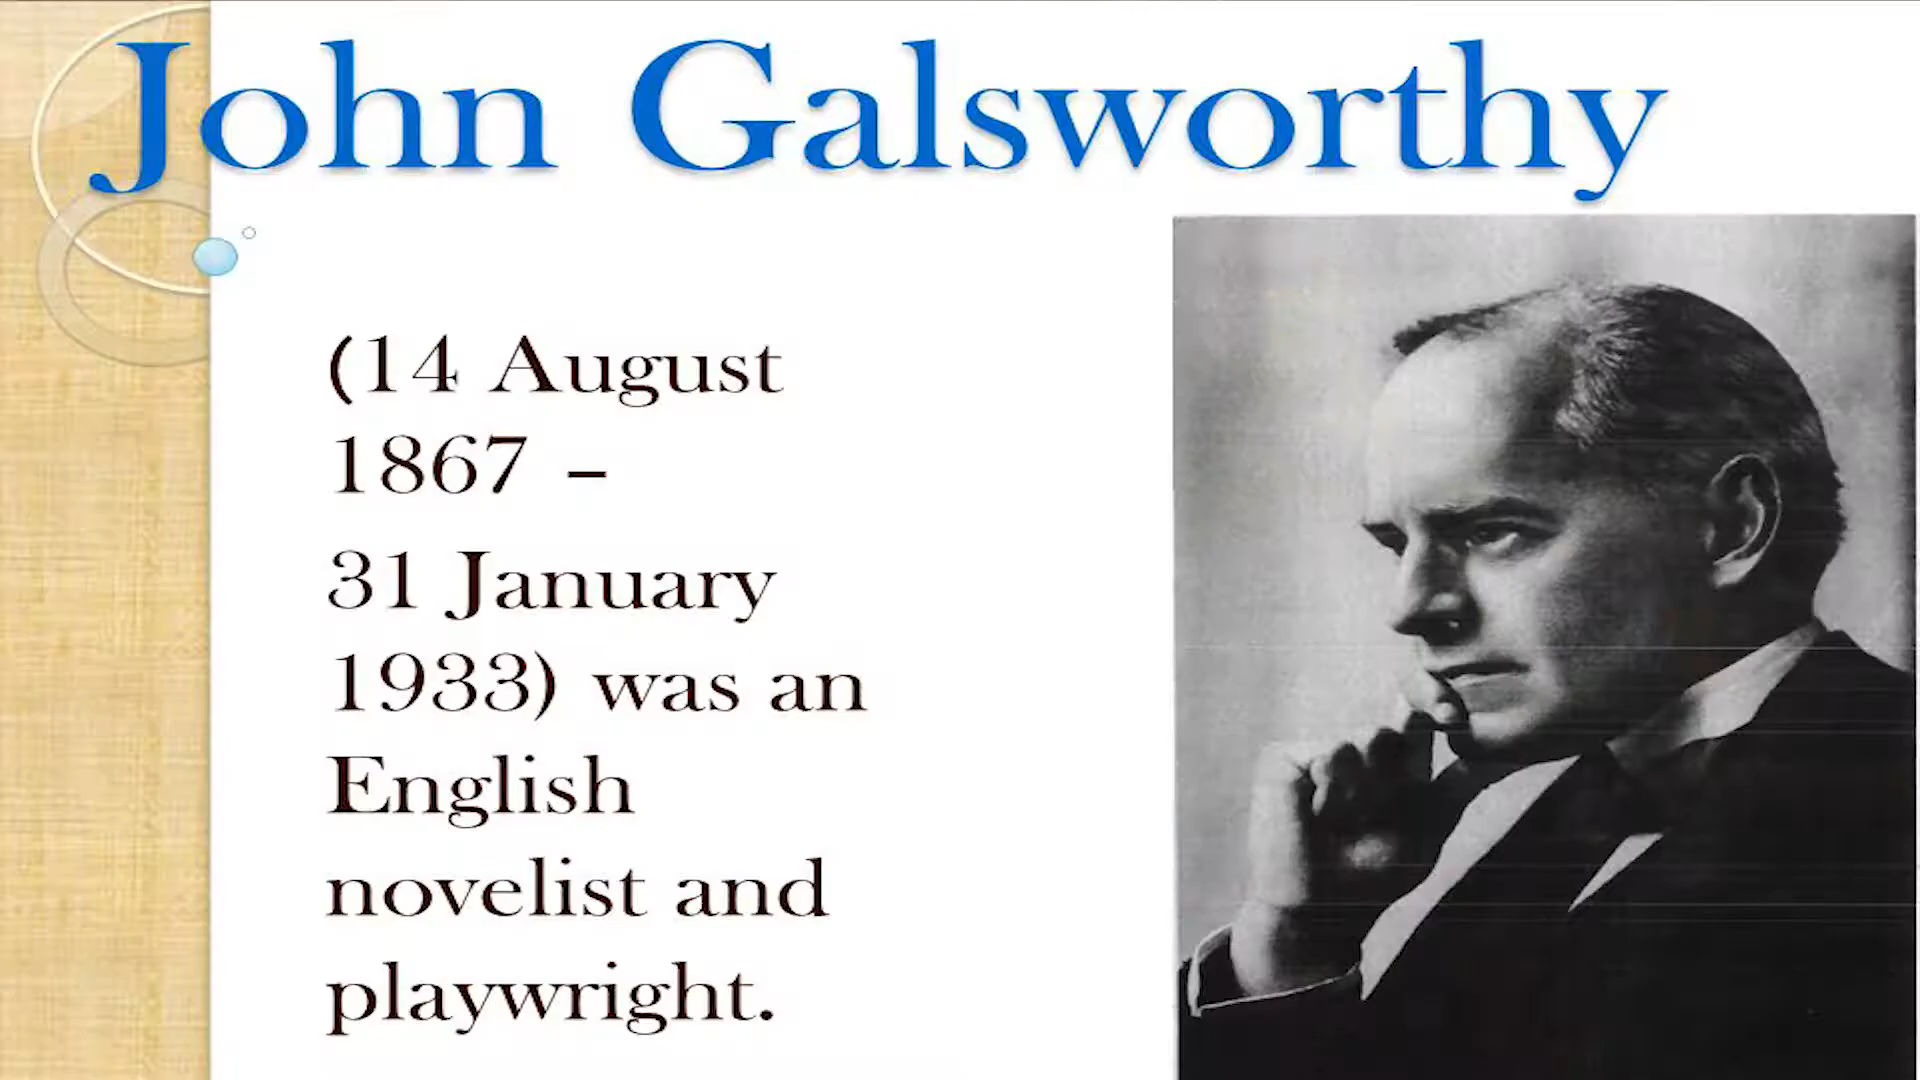 John Galsworthy
(14 August
1867 –
31 January
1933) was an
English
novelist and
playwright.